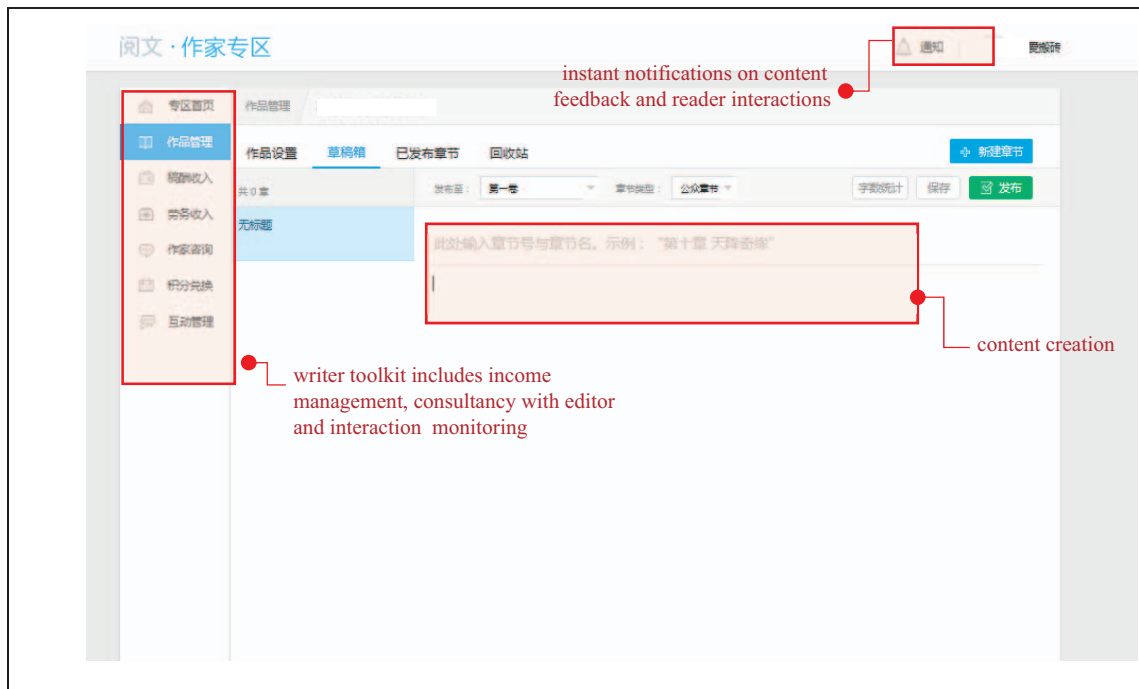 阅文·作家专区
通知
爱搬砖
instant notifications on content
feedback and reader interactions
专区首页
作品管理
稿酬收入
劳务收入
作家咨询
积分兑换
互动管理
作品管理
作品设置 草稿箱 已发布章节 回收站
新建章节
共0章
发布至： 第一卷 章节类型： 公众章节
字数统计 保存 发布
无标题
此处输入章节号与章节名。示例：“第十章 天降奇缘”
content creation
writer toolkit includes income
management, consultancy with editor
and interaction monitoring